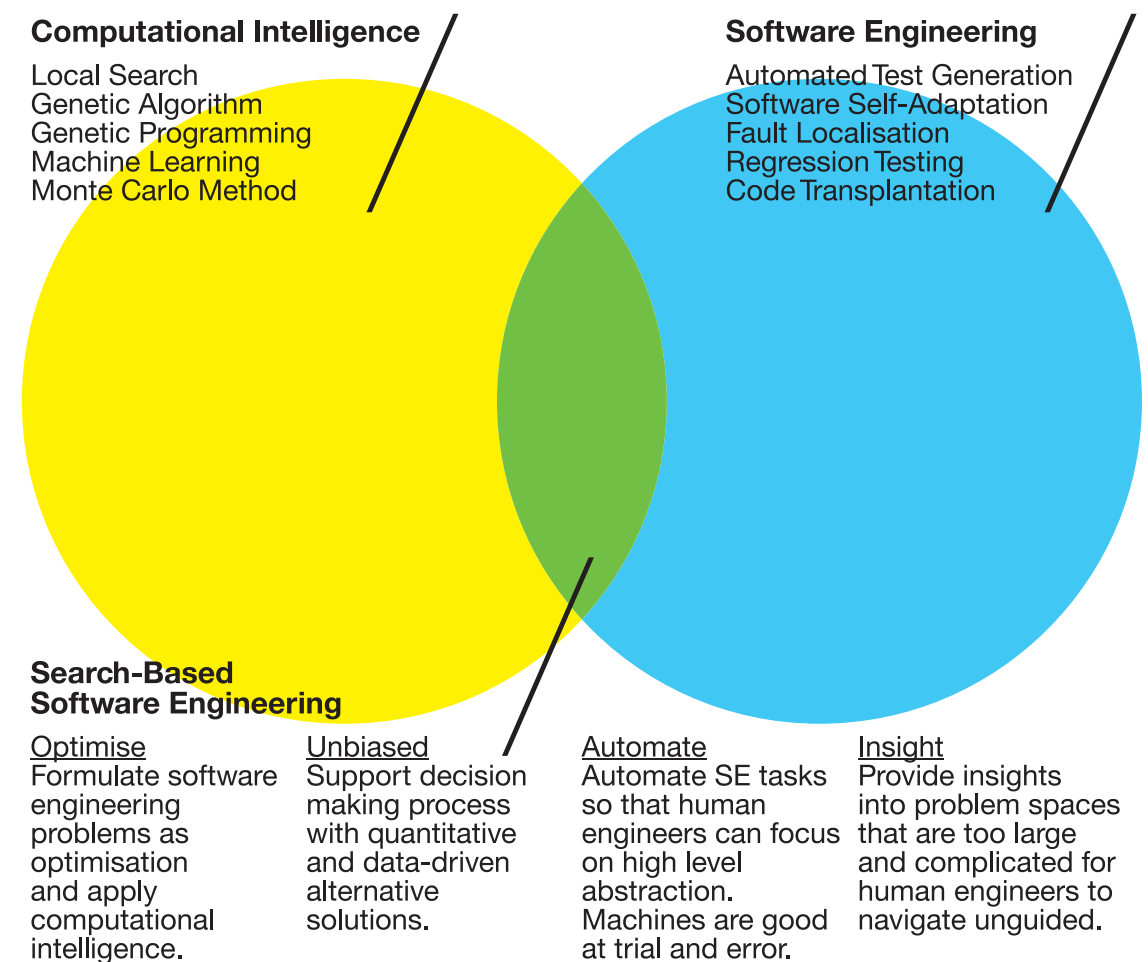 Computational Intelligence
Local Search
Genetic Algorithm
Genetic Programming
Machine Learning
Monte Carlo Method
Software Engineering
Automated Test Generation
Software Self-Adaptation
Fault Localisation
Regression Testing
Code Transplantation
Search-Based
Software Engineering
Optimise
Formulate software
engineering
problems as
optimisation
and apply
computational
intelligence.
Unbiased
Support decision
making process
with quantitative
and data-driven
alternative
solutions.
Automate
Automate SE tasks
so that human
engineers can focus
on high level
abstraction.
Machines are good
at trial and error.
Insight
Provide insights
into problem spaces
that are too large
and complicated for
human engineers to
navigate unguided.